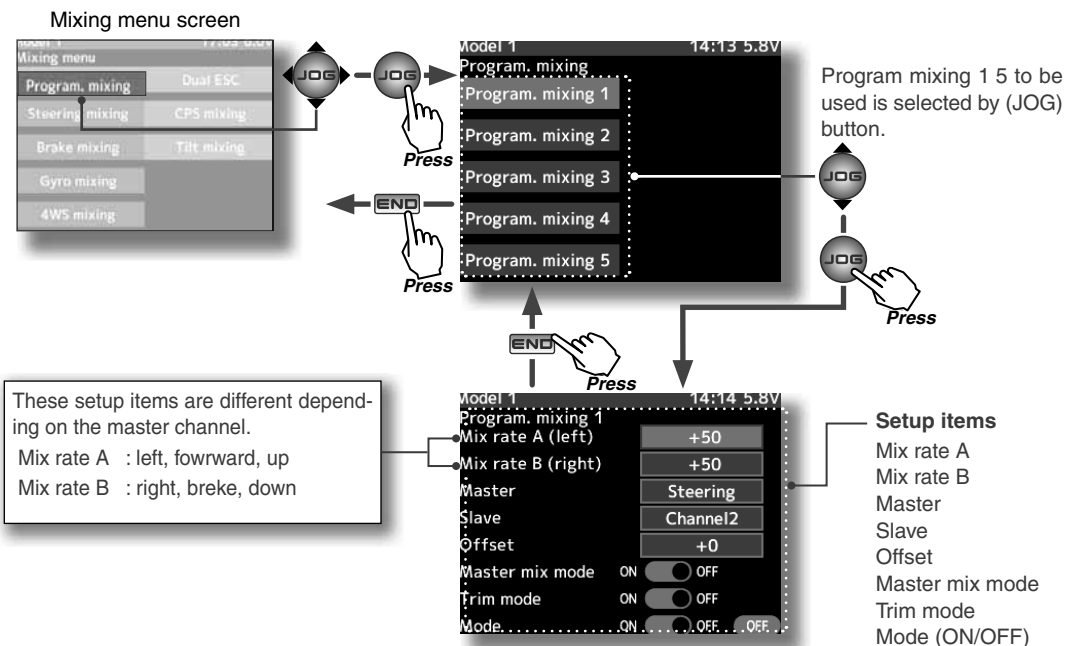 Mixing menu screen
Model 1 17:03 6.0V
Mixing menu
Program. mixing
Dual ESC
Steering mixing
CPS mixing
Brake mixing
Tilt mixing
Gyro mixing
4WS mixing
JOG
JOG
Press
END
Press
Model 1 14:13 5.8V
Program. mixing
Program. mixing 1
Program. mixing 2
Program. mixing 3
Program. mixing 4
Program. mixing 5
Program mixing 1 5 to be
used is selected by (JOG)
button.
JOG
JOG
Press
END
Press
These setup items are different depend-
ing on the master channel.
Mix rate A : left, fowrward, up
Mix rate B : right, breke, down
Model 1 14:14 5.8V
Program. mixing 1
Mix rate A (left) +50
Mix rate B (right) +50
Master Steering
Slave Channel2
Offset +0
Master mix mode ON OFF
Trim mode ON OFF
Mode ON OFF OFF
Setup items
Mix rate A
Mix rate B
Master
Slave
Offset
Master mix mode
Trim mode
Mode (ON/OFF)